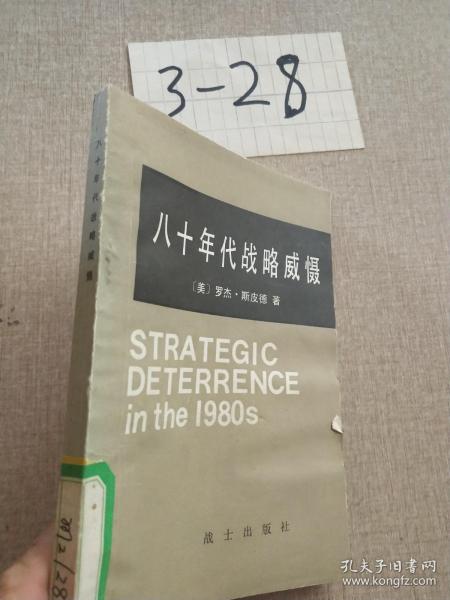 3-28
八十年代战略威慑
〔美〕罗杰·斯皮德 著
STRATEGIC
DETERRENCE
in the 1980s
战士出版社
八十年代战略威慑
孔夫子旧书网
kongfz.com